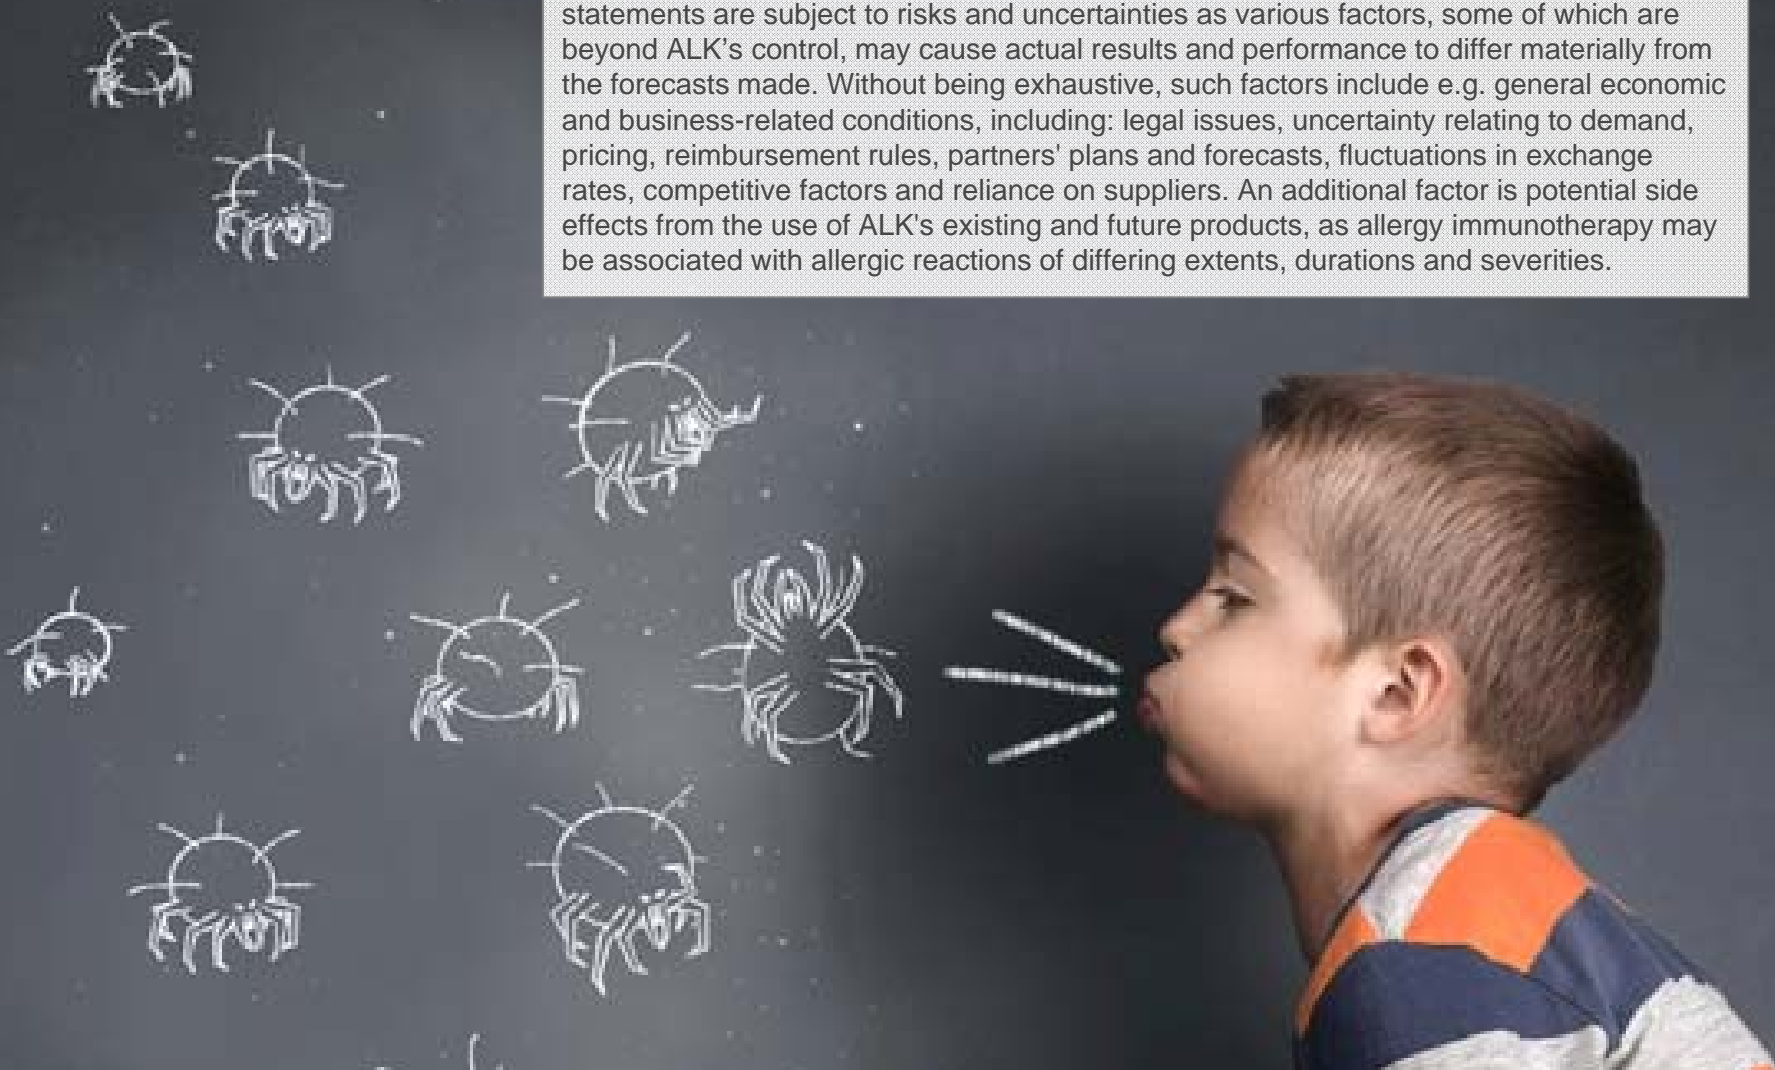 statements are subject to risks and uncertainties as various factors, some of which are
beyond ALK’s control, may cause actual results and performance to differ materially from
the forecasts made. Without being exhaustive, such factors include e.g. general economic
and business-related conditions, including: legal issues, uncertainty relating to demand,
pricing, reimbursement rules, partners' plans and forecasts, fluctuations in exchange
rates, competitive factors and reliance on suppliers. An additional factor is potential side
effects from the use of ALK's existing and future products, as allergy immunotherapy may
be associated with allergic reactions of differing extents, durations and severities.